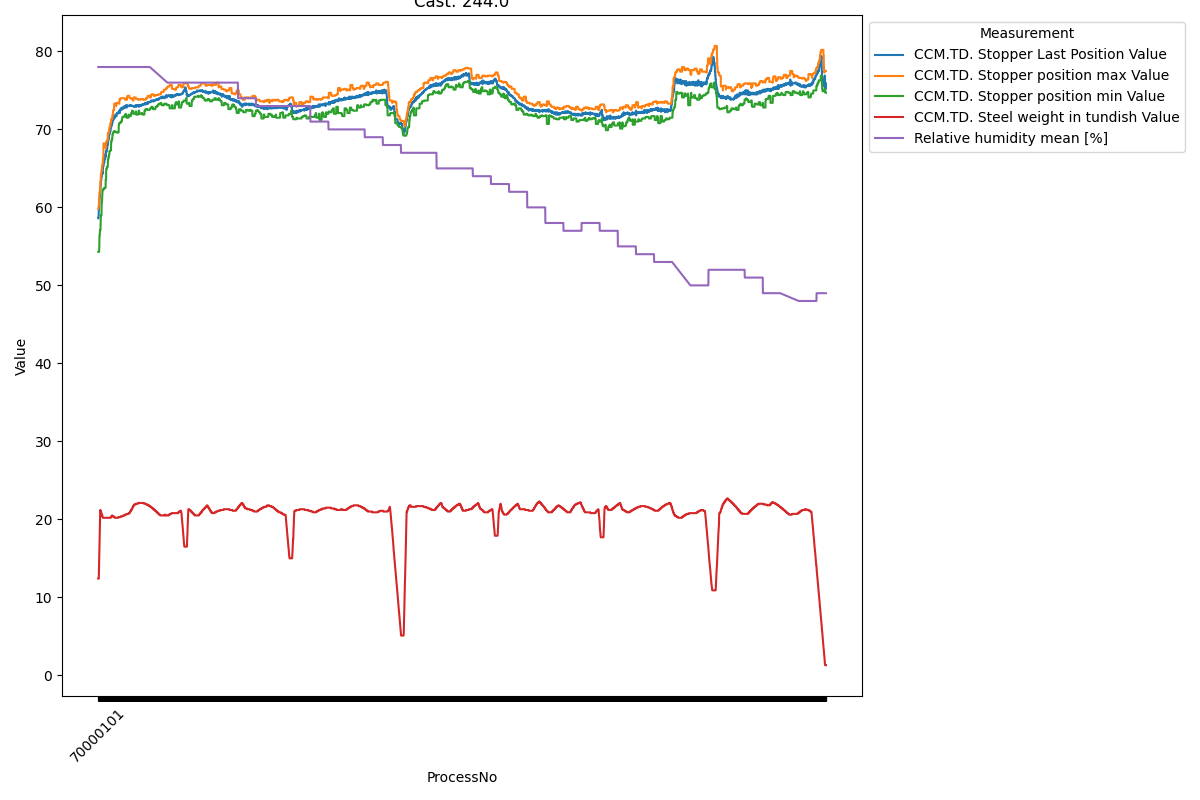 Cast: 244.0
80
70
60
50
40
30
20
10
0
Value
70000101
ProcessNo
Measurement
CCM.TD. Stopper Last Position Value
CCM.TD. Stopper position max Value
CCM.TD. Stopper position min Value
CCM.TD. Steel weight in tundish Value
Relative humidity mean [%]